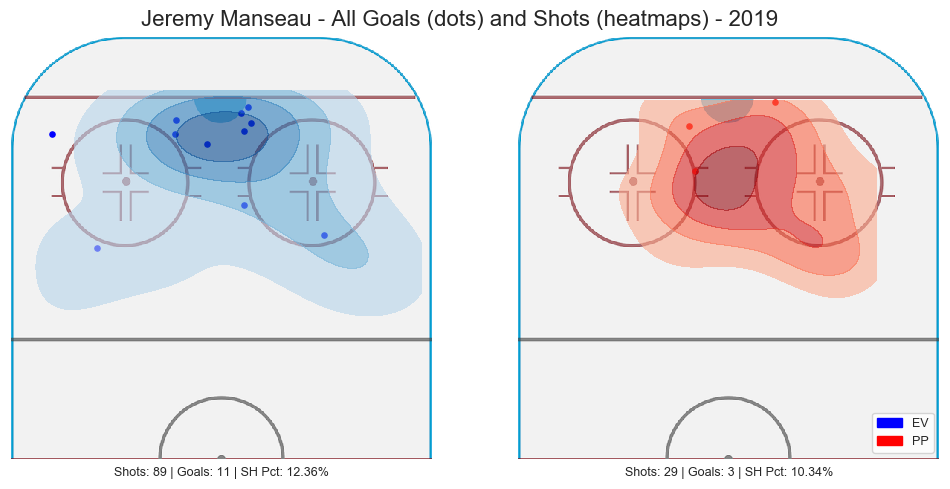 Jeremy Manseau - All Goals (dots) and Shots (heatmaps) - 2019
EV
PP
Shots: 89 | Goals: 11 | SH Pct: 12.36%
Shots: 29 | Goals: 3 | SH Pct: 10.34%